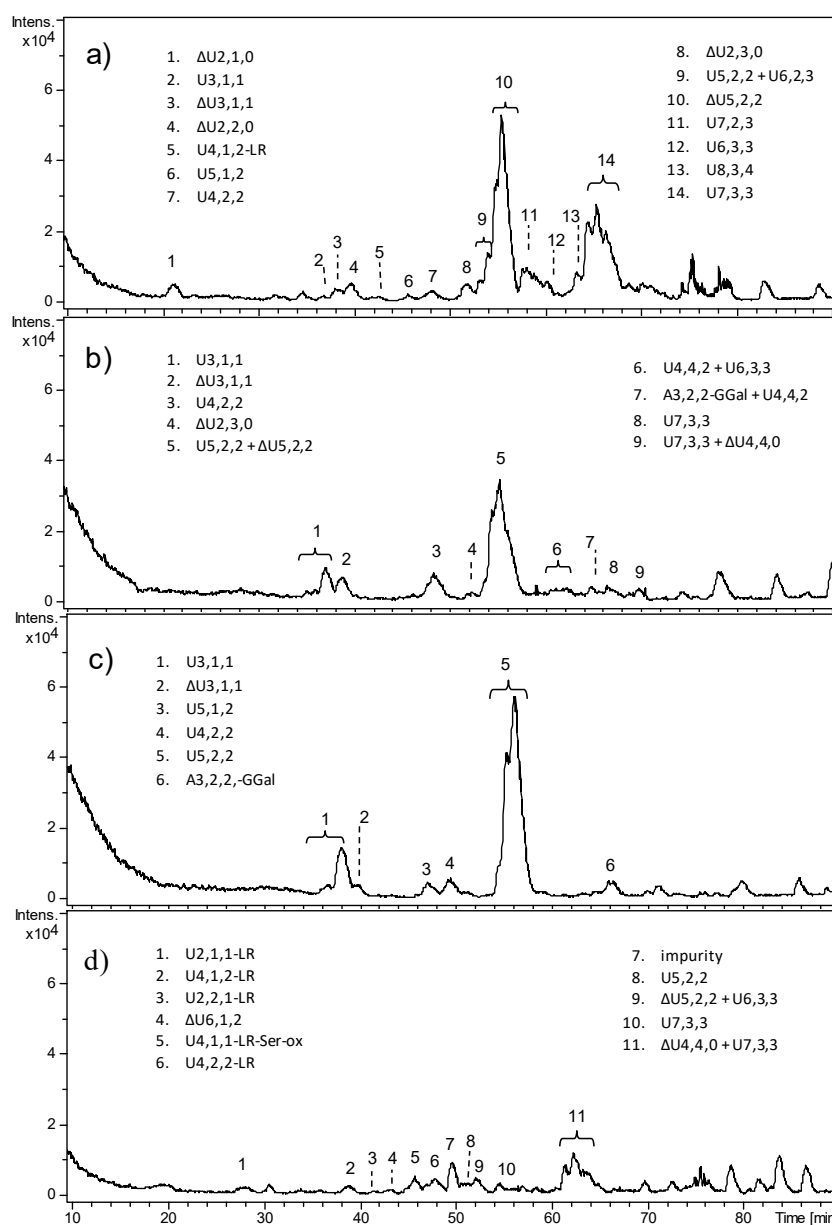 Intens.
x10⁴
a)
1. ΔU2,1,0
2. U3,1,1
3. ΔU3,1,1
4. ΔU2,2,0
5. U4,1,2-LR
6. U5,1,2
7. U4,2,2
8. ΔU2,3,0
9. U5,2,2 + U6,2,3
10. ΔU5,2,2
11. U7,2,3
12. U6,3,3
13. U8,3,4
14. U7,3,3
6
4
2
0
1 2 3 4 5 6 7 8 9 10 11 12 13 14
Intens.
x10⁴
b)
1. U3,1,1
2. ΔU3,1,1
3. U4,2,2
4. ΔU2,3,0
5. U5,2,2 + ΔU5,2,2
6. U4,4,2 + U6,3,3
7. A3,2,2-GGal + U4,4,2
8. U7,3,3
9. U7,3,3 + ΔU4,4,0
6
4
2
0
1 2 3 4 5 6 7 8 9
Intens.
x10⁴
c)
1. U3,1,1
2. ΔU3,1,1
3. U5,1,2
4. U4,2,2
5. U5,2,2
6. A3,2,2,-GGal
6
4
2
0
1 2 3 4 5 6
Intens.
x10⁴
d)
1. U2,1,1-LR
2. U4,1,2-LR
3. U2,2,1-LR
4. ΔU6,1,2
5. U4,1,1-LR-Ser-ox
6. U4,2,2-LR
7. impurity
8. U5,2,2
9. ΔU5,2,2 + U6,3,3
10. U7,3,3
11. ΔU4,4,0 + U7,3,3
6
4
2
0
1 2 3 4 5 6 7 8 9 10 11
10 20 30 40 50 60 70 80 Time [min